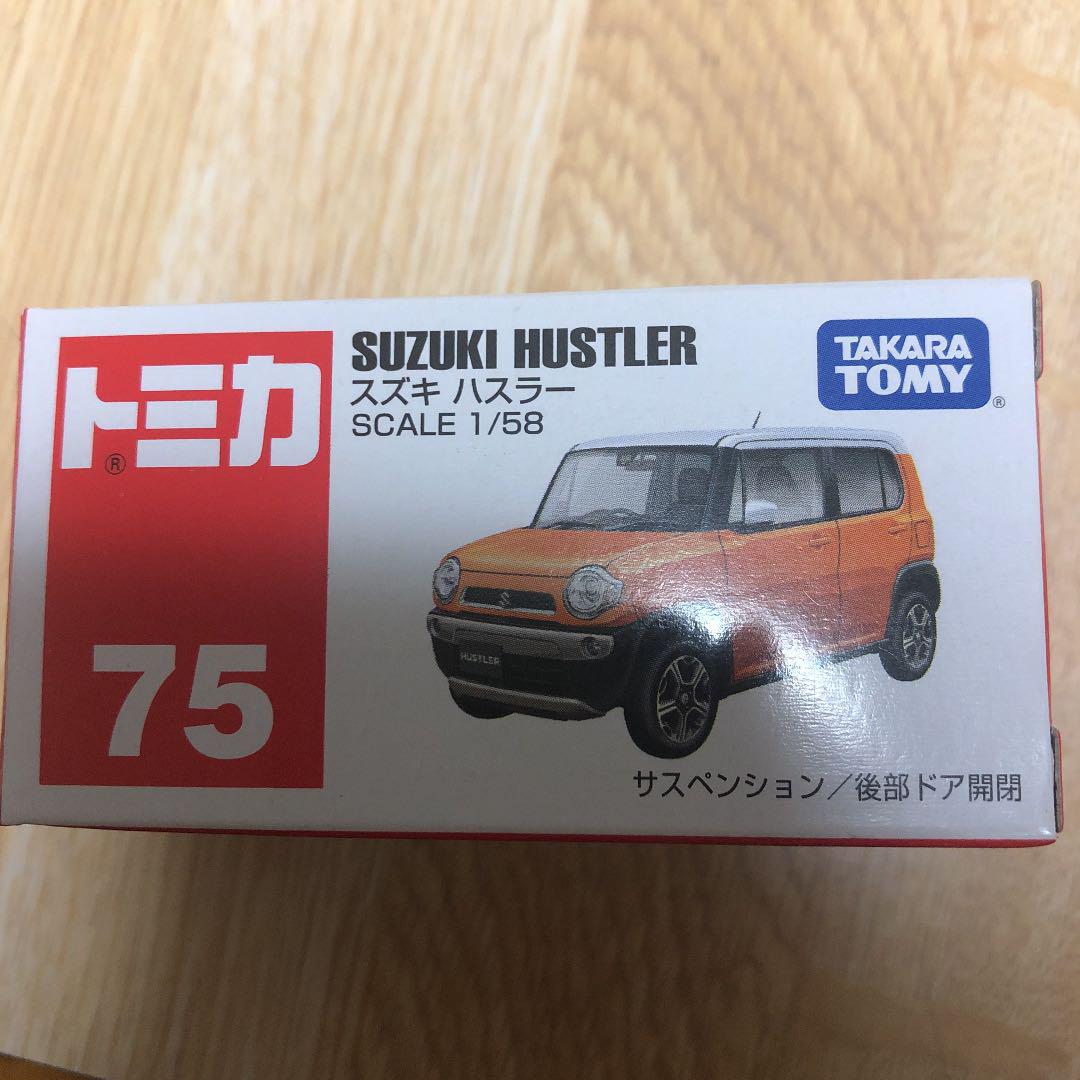 トミカ
®
75
SUZUKI HUSTLER
スズキ ハスラー
SCALE 1/58
TAKARA
TOMY
®
HUSTLER
サスペンション/後部ドア開閉